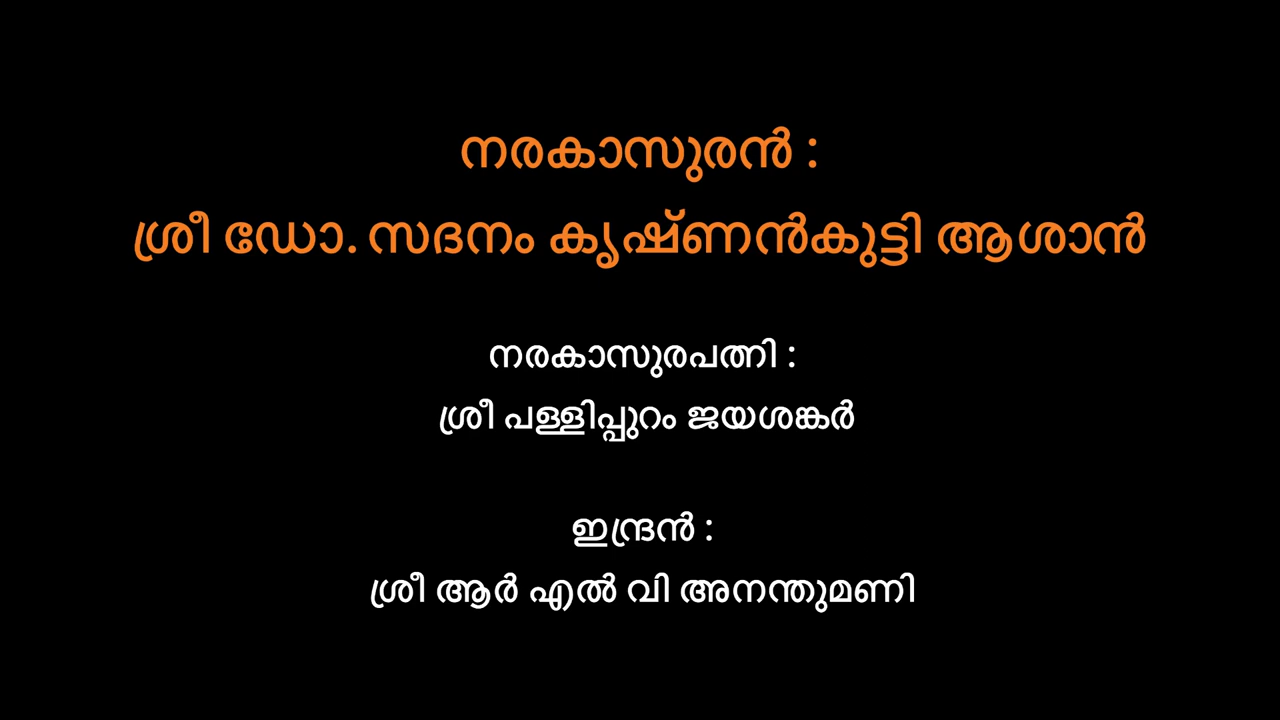 നരകാസുരൻ :
ശ്രീ ഡോ. സദനം കൃഷ്ണൻകുട്ടി ആശാൻ
നരകാസുരപത്നി :
ശ്രീ പള്ളിപ്പുറം ജയശങ്കർ
ഇന്ദ്രൻ :
ശ്രീ ആർ എൽ വി അനന്തുമണി